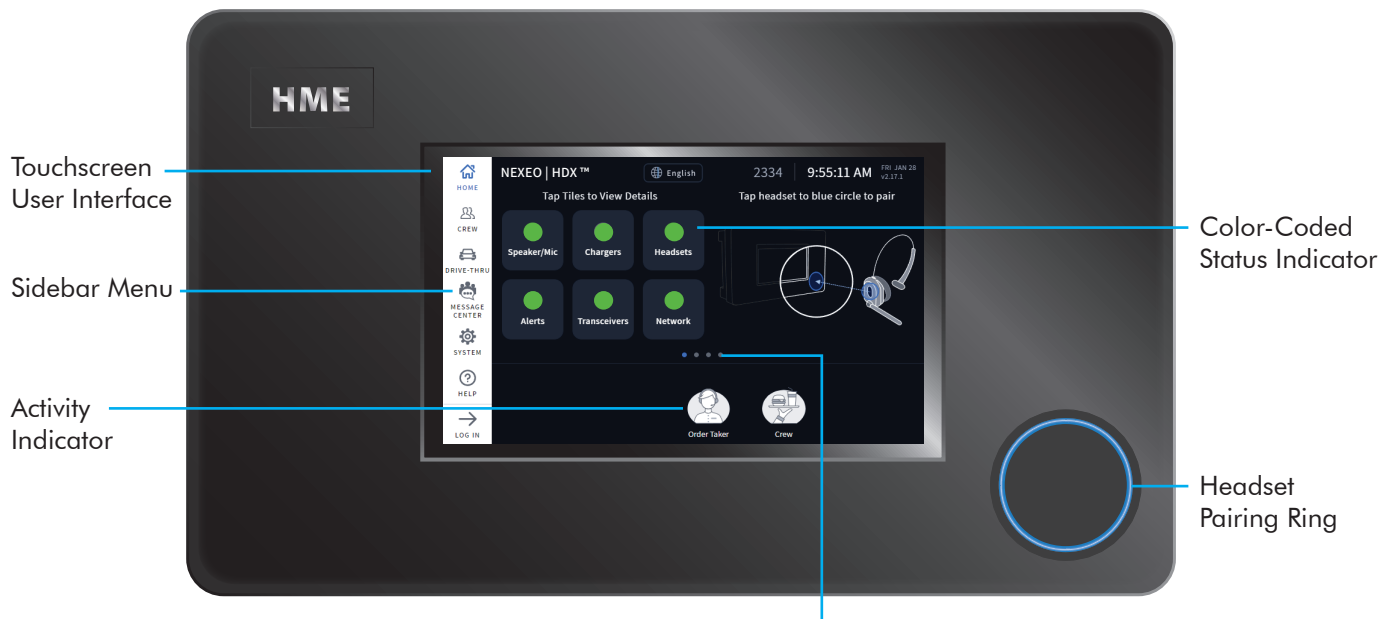 HME
Touchscreen
User Interface
Sidebar Menu
Activity
Indicator
HOME
CREW
DRIVE-THRU
MESSAGE
CENTER
SYSTEM
HELP
LOG IN
NEXEO | HDX ™
English
2334
9:55:11 AM
FRI JAN 28
v2.17.1
Tap Tiles to View Details
Tap headset to blue circle to pair
Speaker/Mic
Chargers
Headsets
Alerts
Transceivers
Network
Order Taker
Crew
Color-Coded
Status Indicator
Headset
Pairing Ring